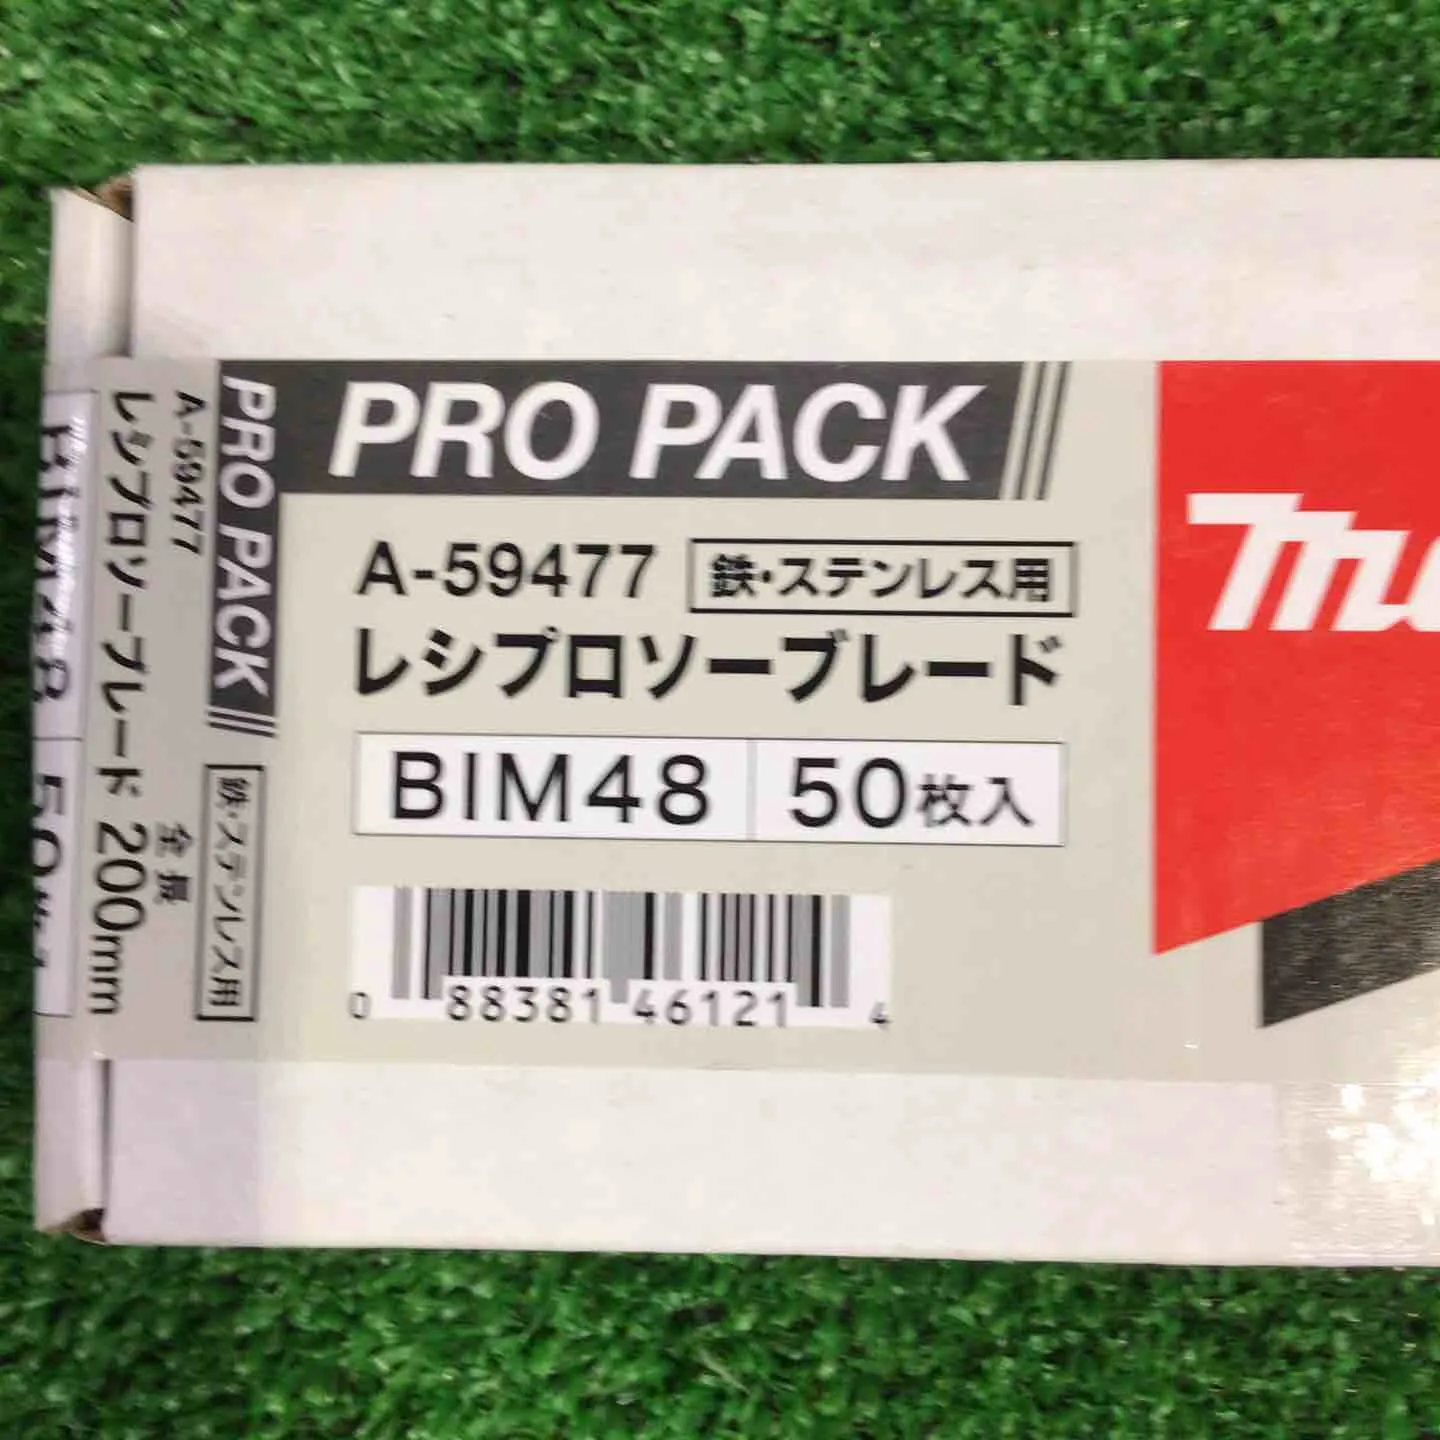 PRO PACK
A-59477 鉄・ステンレス用
レシプロソーブレード
BIM48 50枚入
0 88381 46121 4
PRO PACK
鉄・ステンレス用
A-59477
全長
レシプロソーブレード 200mm
BIM48 50